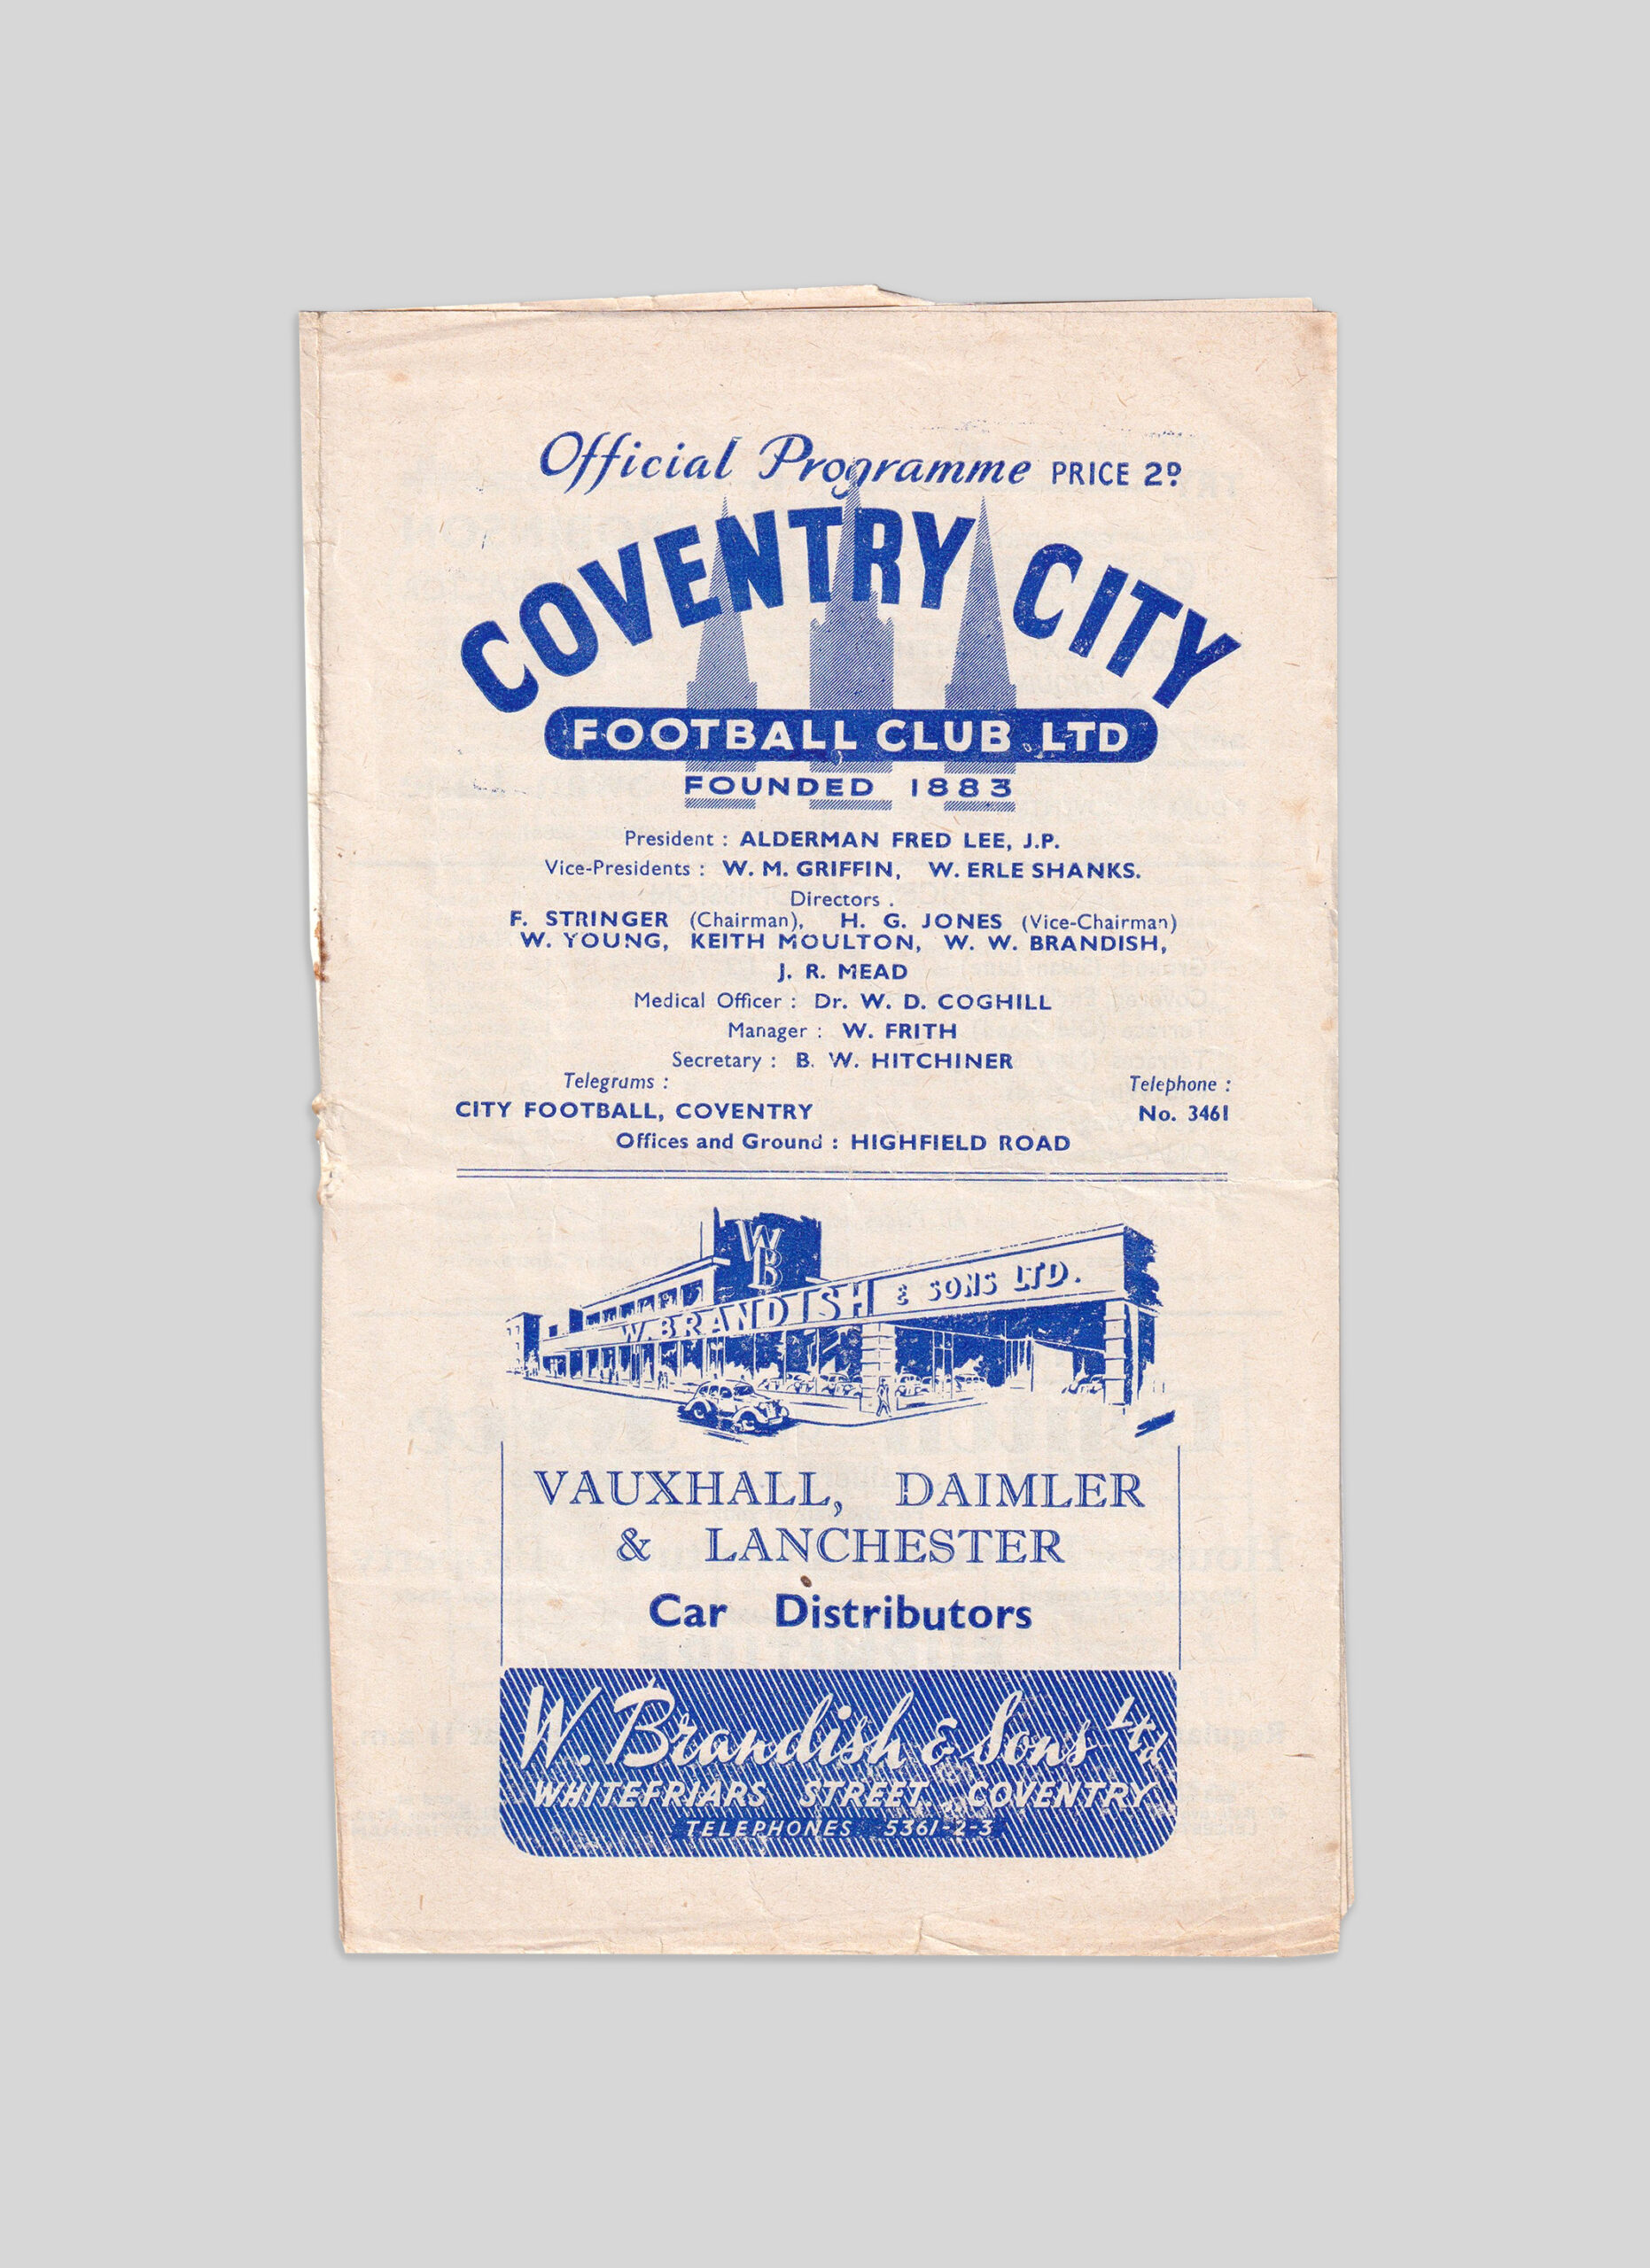 Official Programme PRICE 2D
COVENTRY CITY
FOOTBALL CLUB LTD
FOUNDED 1883
President : ALDERMAN FRED LEE, J.P.
Vice-Presidents : W. M. GRIFFIN, W. ERLE SHANKS.
Directors .
F. STRINGER (Chairman), H. G. JONES (Vice-Chairman)
W. YOUNG, KEITH MOULTON, W. W. BRANDISH,
J. R. MEAD
Medical Officer : Dr. W. D. COGHILL
Manager : W. FRITH
Secretary : B. W. HITCHINER
Telegrams : Telephone :
CITY FOOTBALL, COVENTRY No. 3461
Offices and Ground : HIGHFIELD ROAD
WB
W. BRANDISH & SONS LTD.
VAUXHALL, DAIMLER
& LANCHESTER
Car Distributors
W. Brandish & Sons Ltd
WHITEFRIARS STREET, COVENTRY.
TELEPHONES 5361-2-3